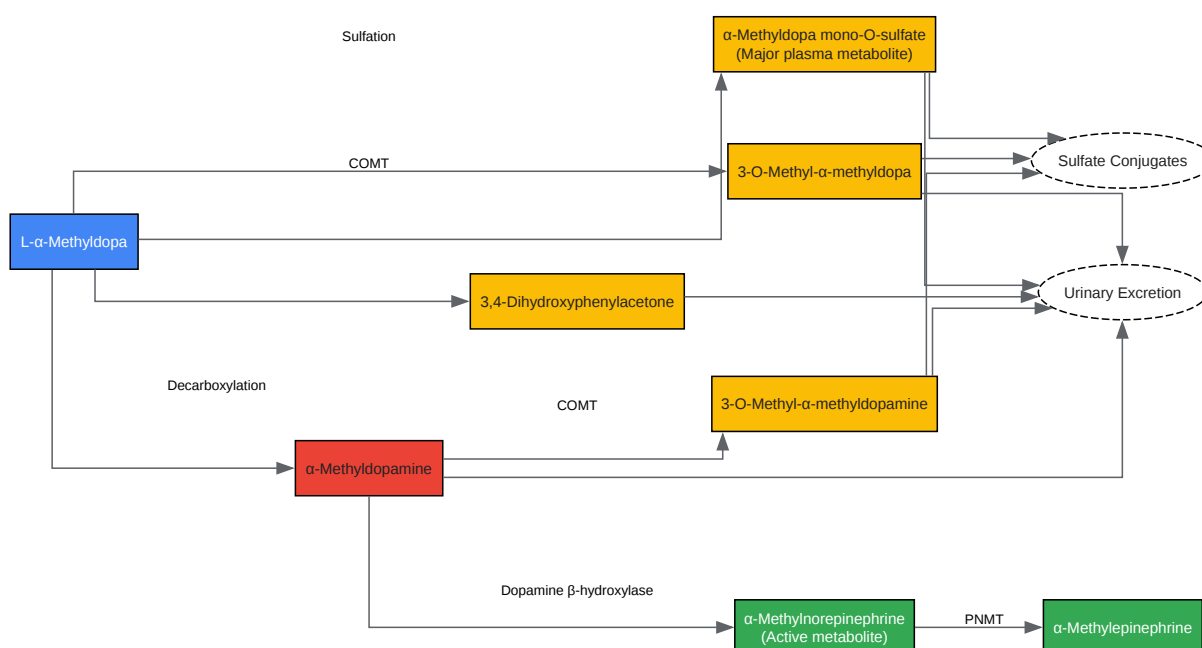 Sulfation
α-Methyldopa mono-O-sulfate
(Major plasma metabolite)
COMT
3-O-Methyl-α-methyldopa
Sulfate Conjugates
L-α-Methyldopa
3,4-Dihydroxyphenylacetone
Urinary Excretion
Decarboxylation
COMT
3-O-Methyl-α-methyldopamine
α-Methyldopamine
Dopamine β-hydroxylase
α-Methylnorepinephrine
(Active metabolite)
PNMT
α-Methylepinephrine